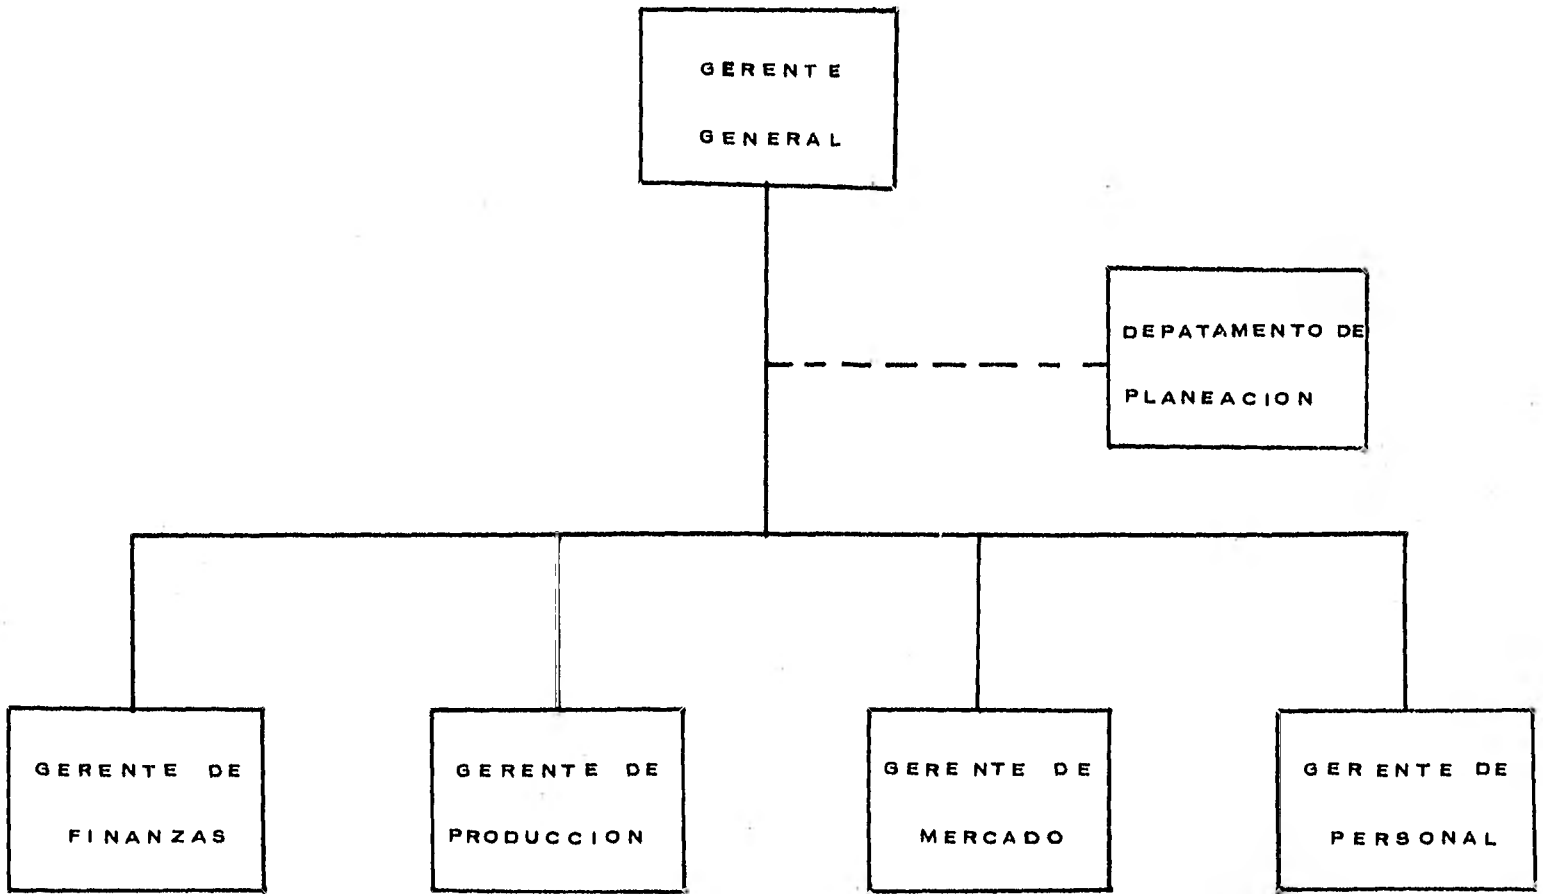 GERENTE
GENERAL
DEPATAMENTO DE
PLANEACION
GERENTE DE
FINANZAS
GERENTE DE
PRODUCCION
GERENTE DE
MERCADO
GERENTE DE
PERSONAL